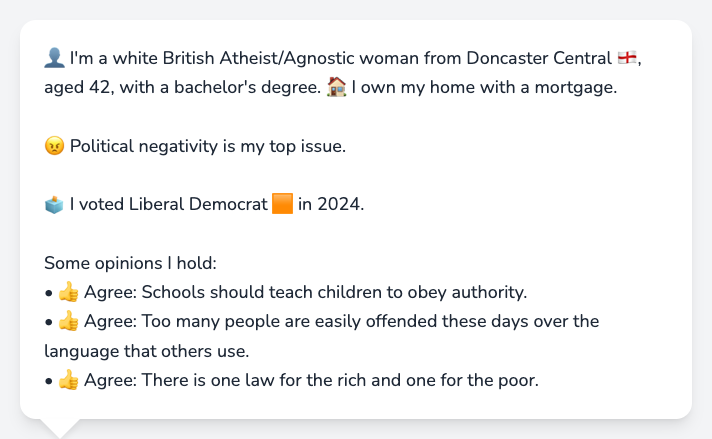 👤 I'm a white British Atheist/Agnostic woman from Doncaster Central 🏴󠁧󠁢󠁥󠁮󠁧󠁿,
aged 42, with a bachelor's degree. 🏠 I own my home with a mortgage.
😠 Political negativity is my top issue.
🗳️ I voted Liberal Democrat 🟧 in 2024.
Some opinions I hold:
• 👍 Agree: Schools should teach children to obey authority.
• 👍 Agree: Too many people are easily offended these days over the
language that others use.
• 👍 Agree: There is one law for the rich and one for the poor.